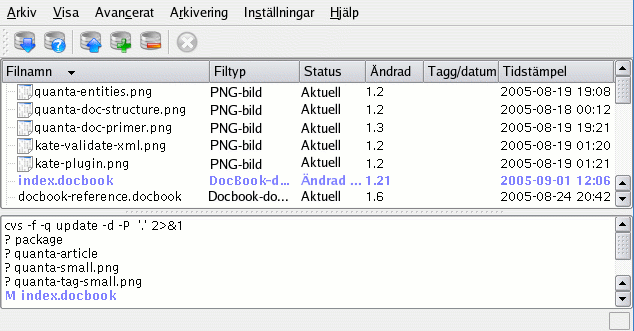 Arkiv Visa Avancerat Arkivering Inställningar Hjälp
Filnamn Filtyp Status Ändrad Tagg/datum Tidstämpel
quanta-entities.png PNG-bild Aktuell 1.2 2005-08-19 19:08
quanta-doc-structure.png PNG-bild Aktuell 1.2 2005-08-18 00:12
quanta-doc-primer.png PNG-bild Aktuell 1.3 2005-08-19 19:21
kate-validate-xml.png PNG-bild Aktuell 1.2 2005-08-19 01:20
kate-plugin.png PNG-bild Aktuell 1.2 2005-08-19 01:21
index.docbook DocBook-d... Ändrad ... 1.21 2005-09-01 12:06
docbook-reference.docbook Docbook-do... Aktuell 1.6 2005-08-24 20:42
cvs -f -q update -d -P '.' 2>&1
? package
? quanta-article
? quanta-small.png
? quanta-tag-small.png
M index.docbook